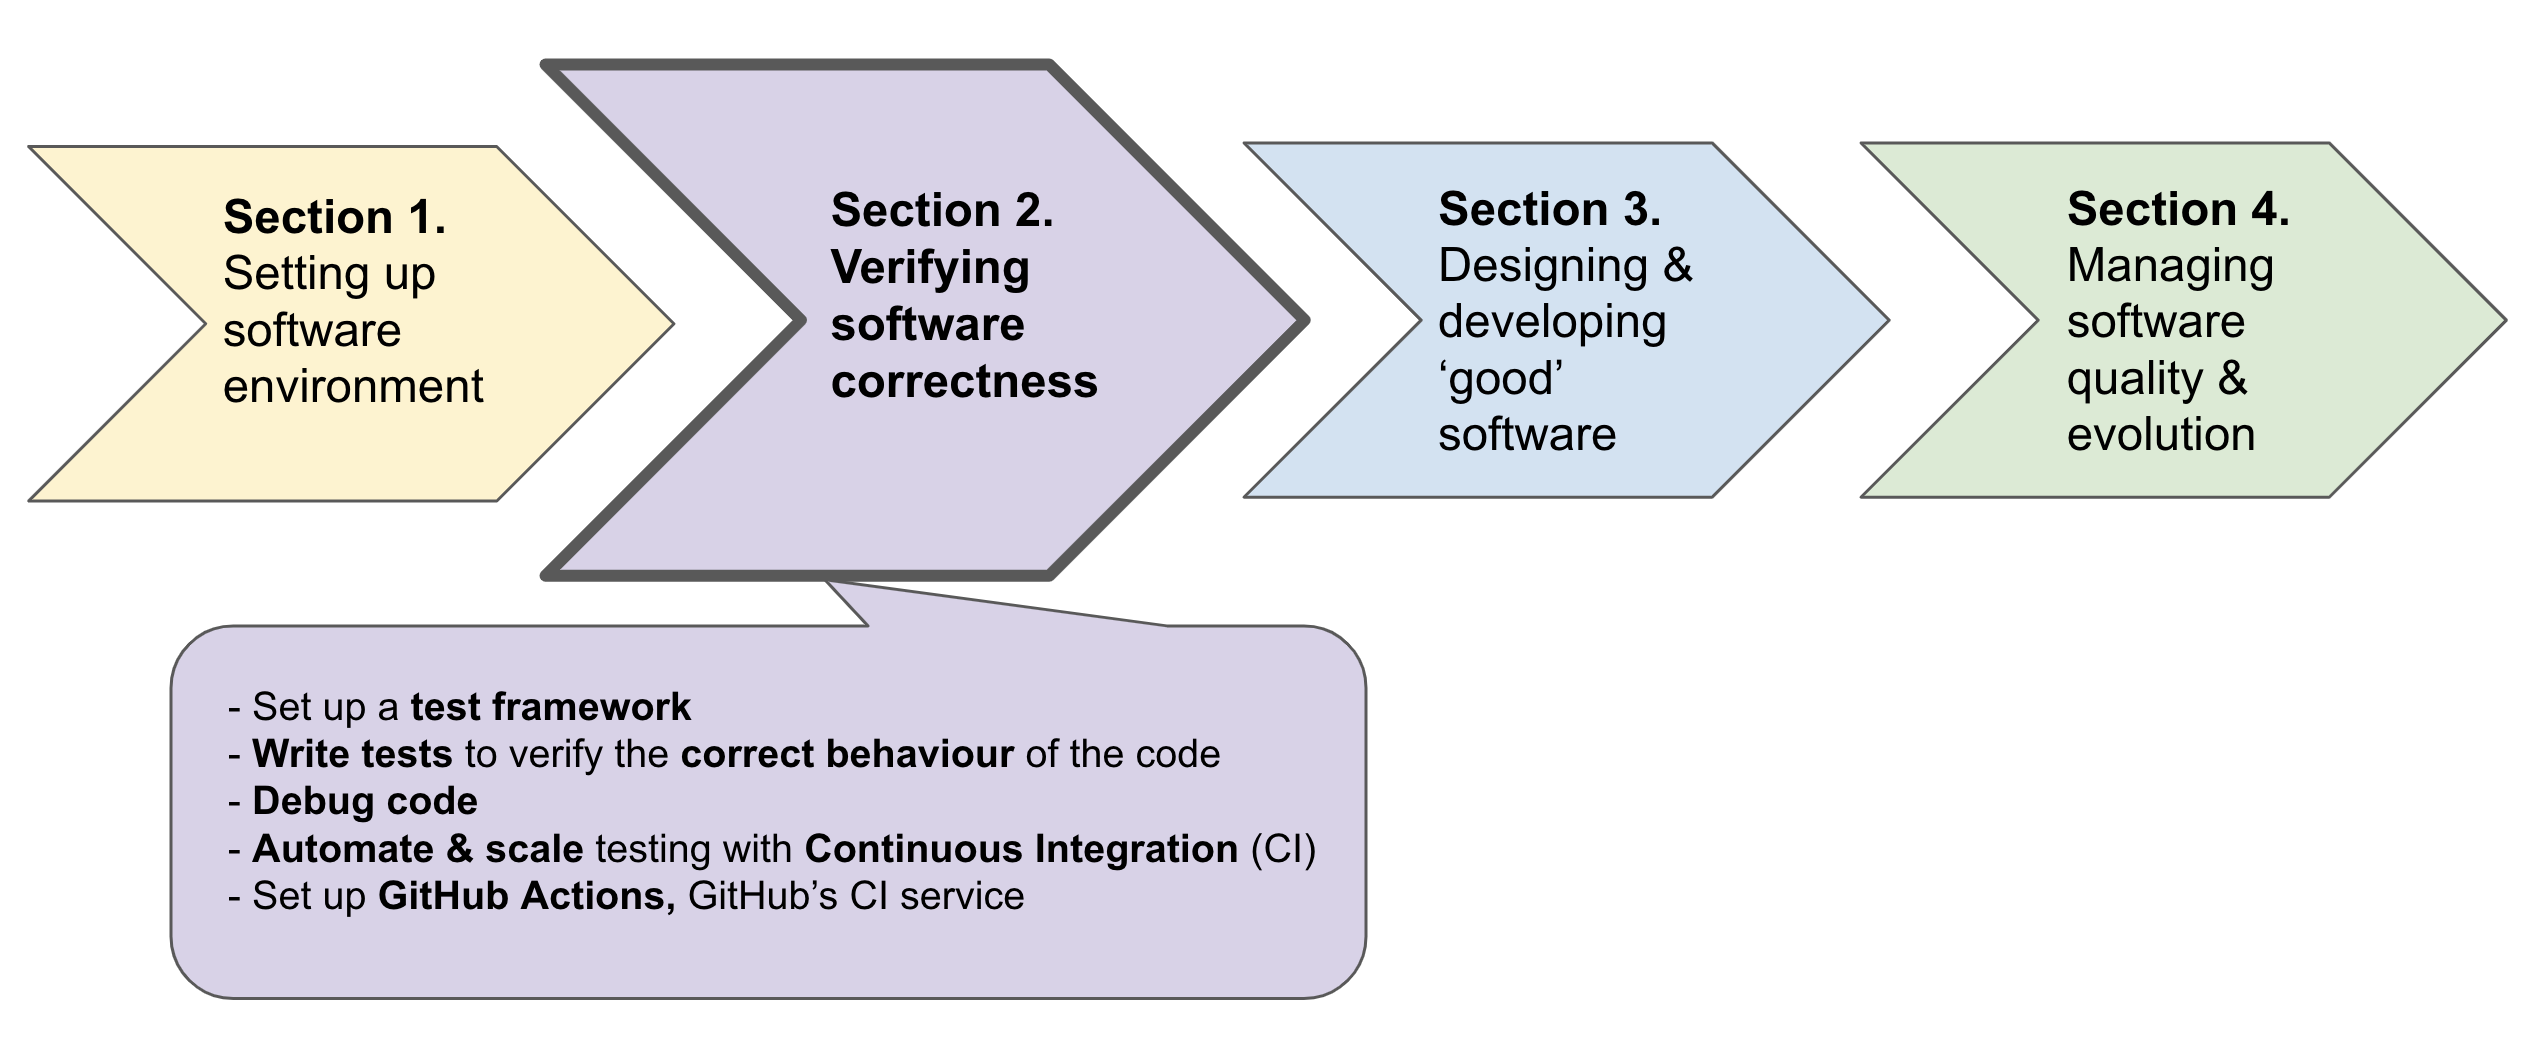 Section 1.
Setting up
software
environment
Section 2.
Verifying
software
correctness
Section 3.
Designing &
developing
‘good’
software
Section 4.
Managing
software
quality &
evolution
- Set up a test framework
- Write tests to verify the correct behaviour of the code
- Debug code
- Automate & scale testing with Continuous Integration (CI)
- Set up GitHub Actions, GitHub’s CI service